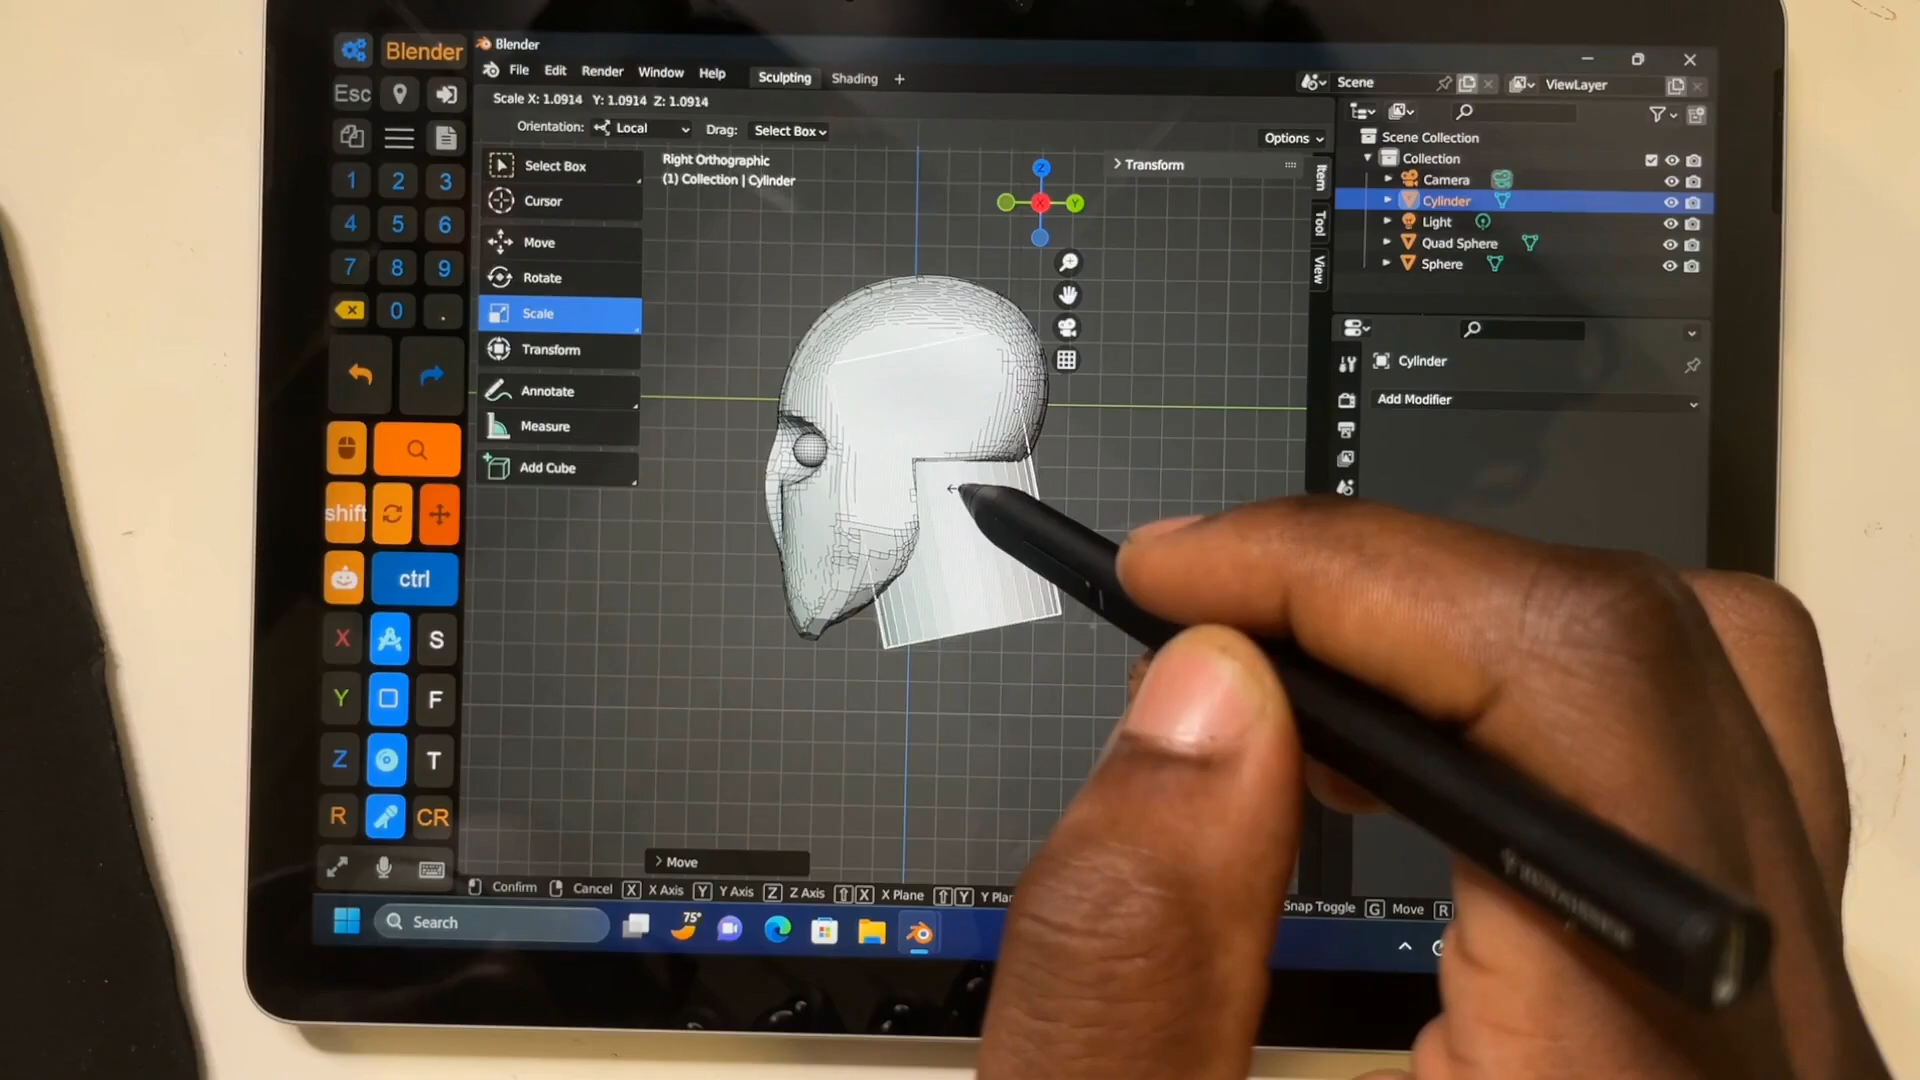 Blender
Blender
File Edit Render Window Help Sculpting Shading +
Scene
ViewLayer
Esc
Scale X: 1.0914 Y: 1.0914 Z: 1.0914
Orientation: Local Drag: Select Box
Options
Right Orthographic
(1) Collection | Cylinder
Transform
Select Box
Cursor
Move
Rotate
Scale
Transform
Annotate
Measure
Add Cube
Z
X
Y
Item
Tool
View
Scene Collection
Collection
Camera
Cylinder
Light
Quad Sphere
Sphere
Cylinder
Add Modifier
1 2 3
4 5 6
7 8 9
0 .
shift
ctrl
X S
Y F
Z T
R CR
Move
Confirm Cancel X X Axis Y Y Axis Z Z Axis X X Plane Y Y Plan
Snap Toggle G Move R
Search
75°